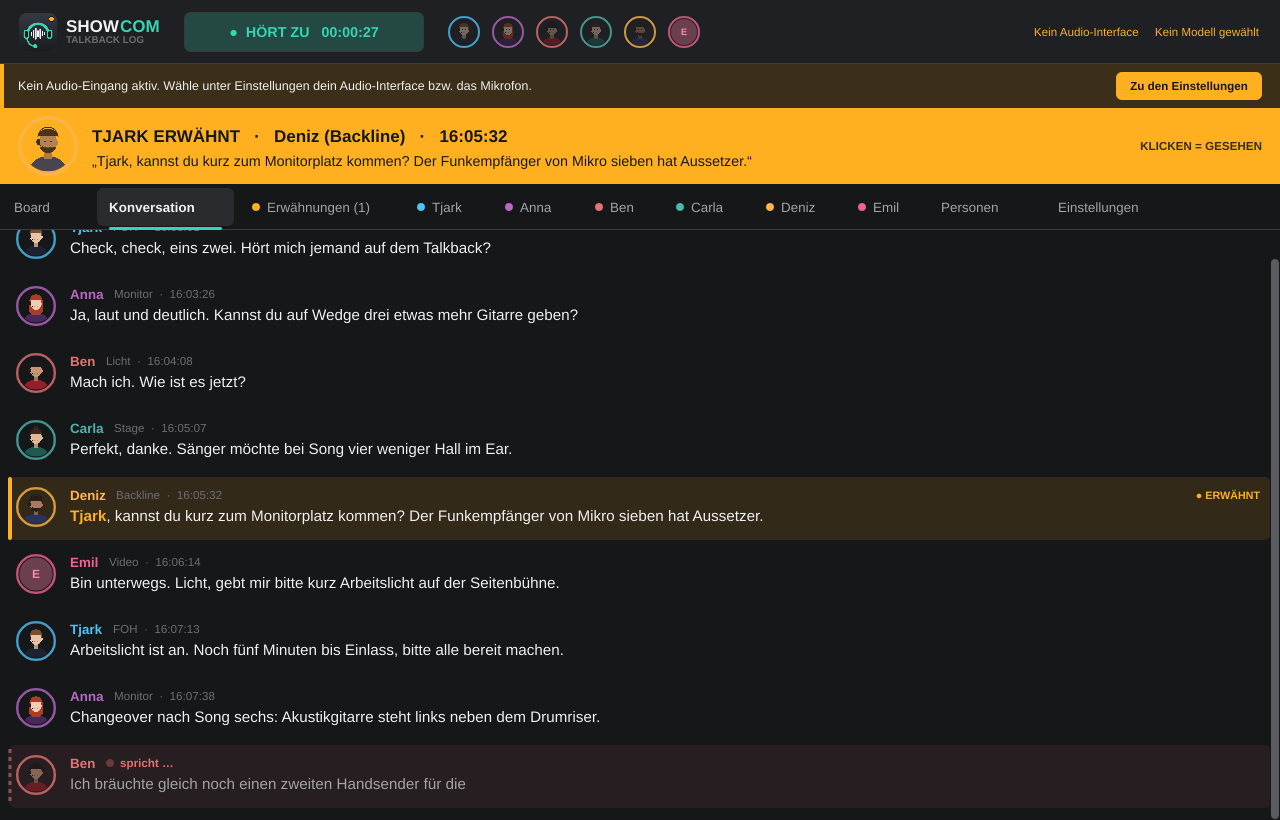 SHOWCOM
TALKBACK LOG
● HÖRT ZU 00:00:27
E
Kein Audio-Interface
Kein Modell gewählt
Kein Audio-Eingang aktiv. Wähle unter Einstellungen dein Audio-Interface bzw. das Mikrofon.
Zu den Einstellungen
TJARK ERWÄHNT · Deniz (Backline) · 16:05:32
„Tjark, kannst du kurz zum Monitorplatz kommen? Der Funkempfänger von Mikro sieben hat Aussetzer.“
KLICKEN = GESEHEN
Board
Konversation
Erwähnungen (1)
Tjark
Anna
Ben
Carla
Deniz
Emil
Personen
Einstellungen
Check, check, eins zwei. Hört mich jemand auf dem Talkback?
Anna Monitor · 16:03:26
Ja, laut und deutlich. Kannst du auf Wedge drei etwas mehr Gitarre geben?
Ben Licht · 16:04:08
Mach ich. Wie ist es jetzt?
Carla Stage · 16:05:07
Perfekt, danke. Sänger möchte bei Song vier weniger Hall im Ear.
Deniz Backline · 16:05:32
● ERWÄHNT
Tjark, kannst du kurz zum Monitorplatz kommen? Der Funkempfänger von Mikro sieben hat Aussetzer.
E
Emil Video · 16:06:14
Bin unterwegs. Licht, gebt mir bitte kurz Arbeitslicht auf der Seitenbühne.
Tjark FOH · 16:07:13
Arbeitslicht ist an. Noch fünf Minuten bis Einlass, bitte alle bereit machen.
Anna Monitor · 16:07:38
Changeover nach Song sechs: Akustikgitarre steht links neben dem Drumriser.
Ben spricht …
Ich bräuchte gleich noch einen zweiten Handsender für die